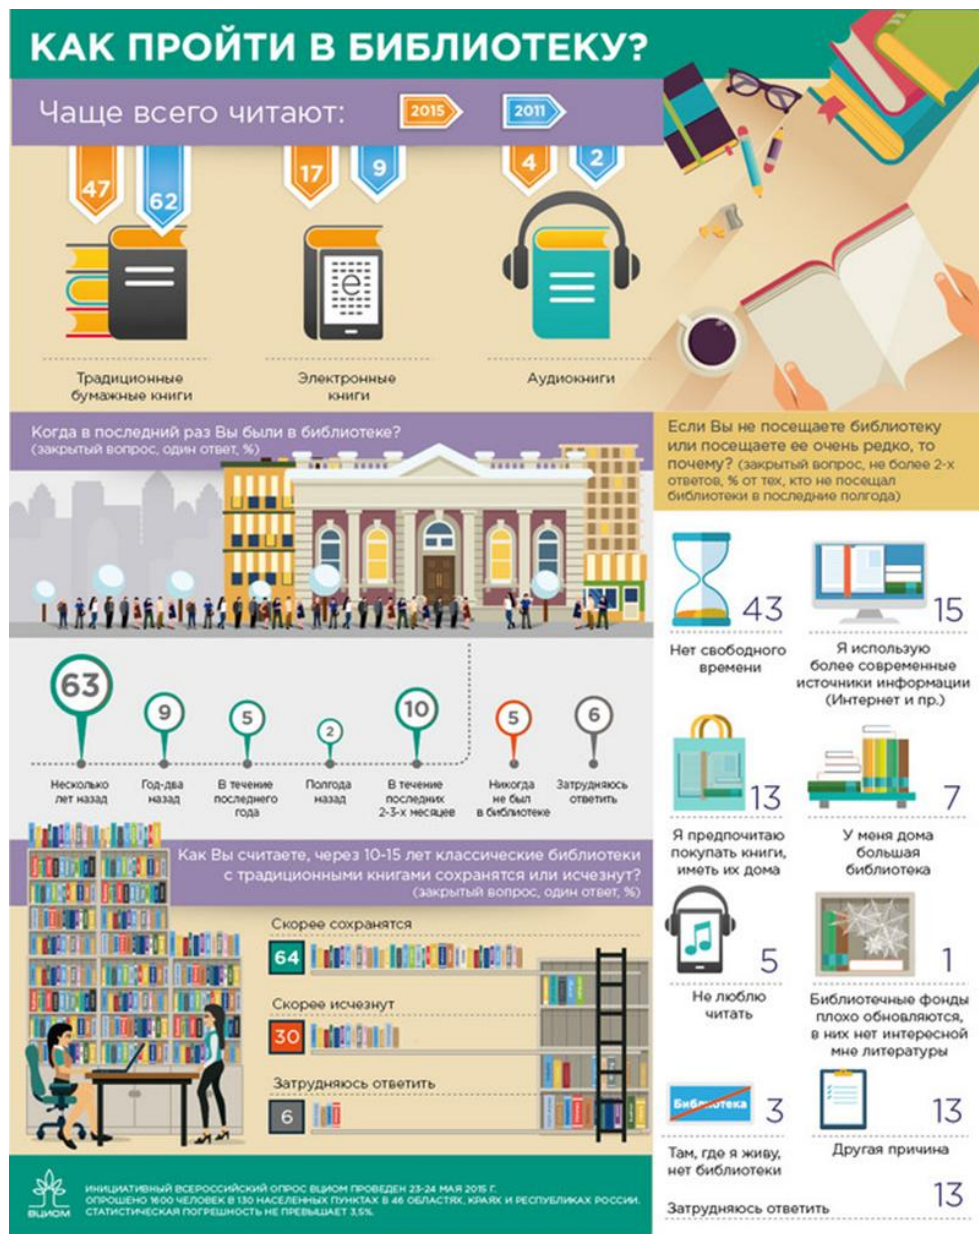 КАК ПРОЙТИ В БИБЛИОТЕКУ?
Чаще всего читают:
2015
2011
47
62
17
9
4
2
e
Традиционные
бумажные книги
Электронные
книги
Аудиокниги
Когда в последний раз Вы были в библиотеке?
(закрытый вопрос, один ответ, %)
63
9
5
2
10
5
6
Несколько
лет назад
Год-два
назад
В течение
последнего
года
Полгода
назад
В течение
последних
2-3-х месяцев
Никогда
не был
в библиотеке
Затрудняюсь
ответить
Как Вы считаете, через 10-15 лет классические библиотеки
с традиционными книгами сохранятся или исчезнут?
(закрытый вопрос, один ответ, %)
Скорее сохранятся
64
Скорее исчезнут
30
Затрудняюсь ответить
6
Если Вы не посещаете библиотеку
или посещаете ее очень редко, то
почему? (закрытый вопрос, не более 2-х
ответов, % от тех, кто не посещал
библиотеки в последние полгода)
43
Нет свободного
времени
15
Я использую
более современные
источники информации
(Интернет и пр.)
13
Я предпочитаю
покупать книги,
иметь их дома
7
У меня дома
большая
библиотека
5
Не люблю
читать
1
Библиотечные фонды
плохо обновляются,
в них нет интересной
мне литературы
Библиотека
3
Там, где я живу,
нет библиотеки
13
Другая причина
13
Затрудняюсь ответить
ВЦИОМ
ИНИЦИАТИВНЫЙ ВСЕРОССИЙСКИЙ ОПРОС ВЦИОМ ПРОВЕДЕН 23-24 МАЯ 2015 Г.
ОПРОШЕНО 1600 ЧЕЛОВЕК В 130 НАСЕЛЕННЫХ ПУНКТАХ В 46 ОБЛАСТЯХ, КРАЯХ И РЕСПУБЛИКАХ РОССИИ.
СТАТИСТИЧЕСКАЯ ПОГРЕШНОСТЬ НЕ ПРЕВЫШАЕТ 3,5%.